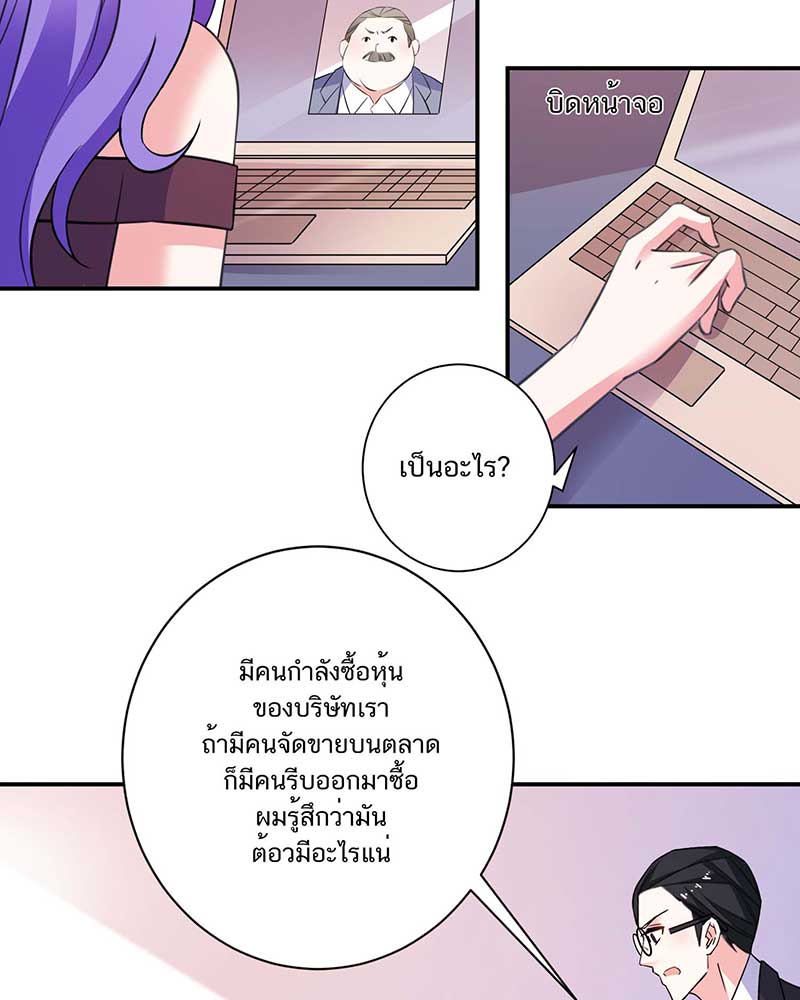 บิดหน้าจอ
เป็นอะไร?
มีคนกำลังซื้อหุ้น
ของบริษัทเรา
ถ้ามีคนจัดขายบนตลาด
ก็มีคนรีบออกมาซื้อ
ผมรู้สึกว่ามัน
ต้อวมีอะไรแน่